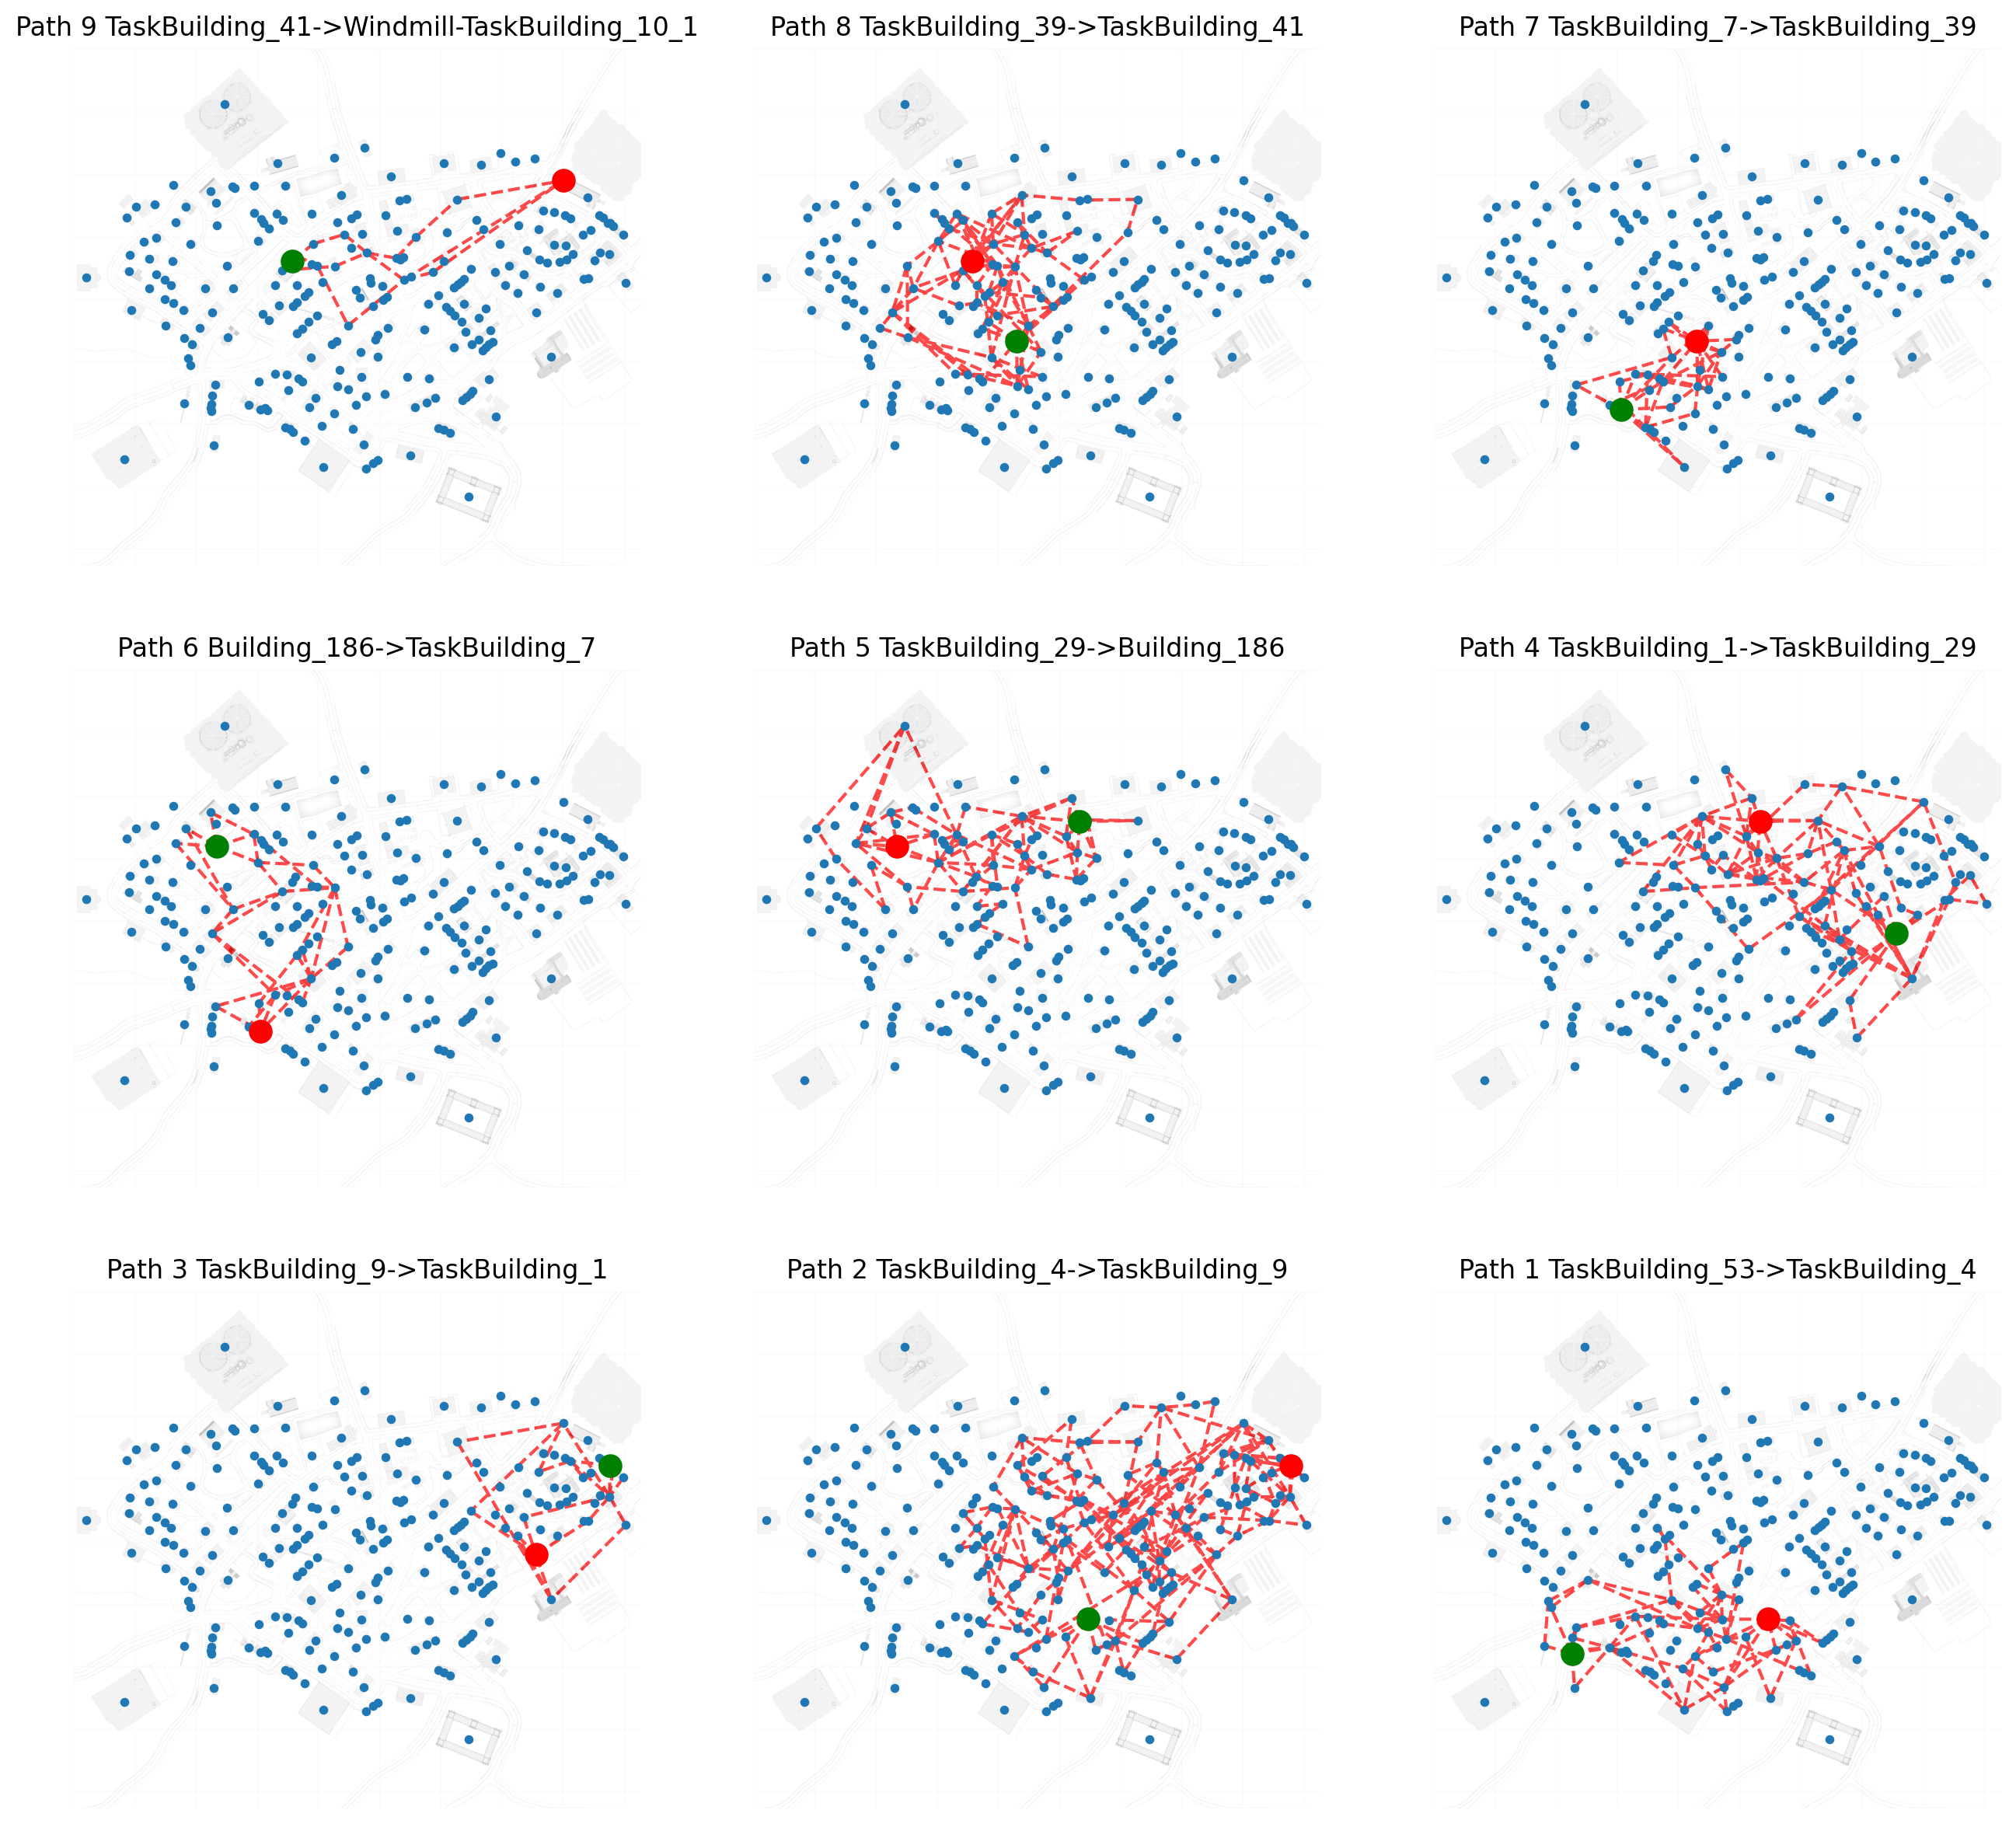 Path 9 TaskBuilding_41->Windmill-TaskBuilding_10_1
Path 8 TaskBuilding_39->TaskBuilding_41
Path 7 TaskBuilding_7->TaskBuilding_39
Path 6 Building_186->TaskBuilding_7
Path 5 TaskBuilding_29->Building_186
Path 4 TaskBuilding_1->TaskBuilding_29
Path 3 TaskBuilding_9->TaskBuilding_1
Path 2 TaskBuilding_4->TaskBuilding_9
Path 1 TaskBuilding_53->TaskBuilding_4